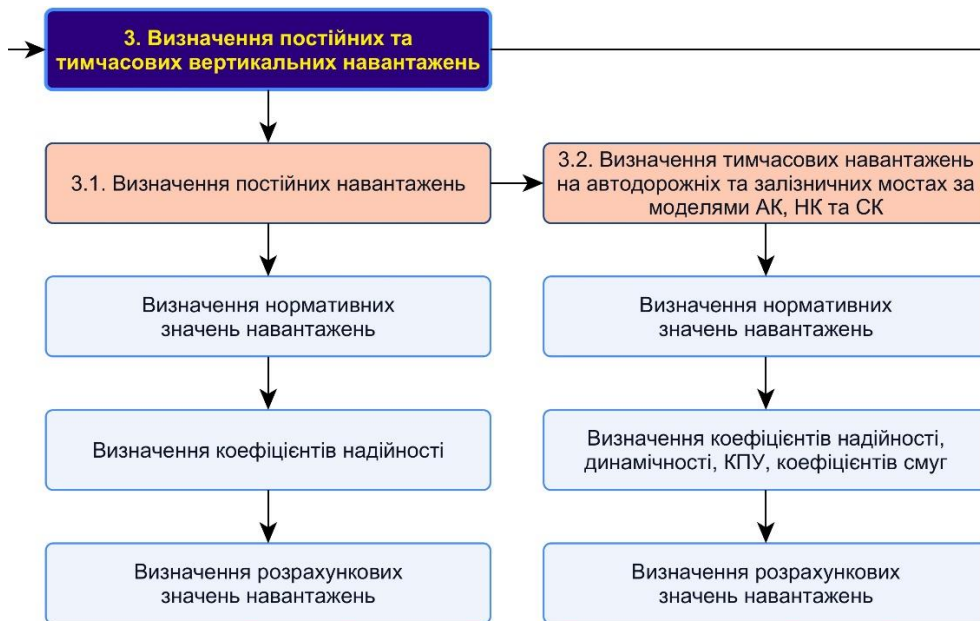 3. Визначення постійних та
тимчасових вертикальних навантажень
3.1. Визначення постійних навантажень
3.2. Визначення тимчасових навантажень
на автодорожніх та залізничних мостах за
моделями АК, НК та СК
Визначення нормативних
значень навантажень
Визначення нормативних
значень навантажень
Визначення коефіцієнтів надійності
Визначення коефіцієнтів надійності,
динамічності, КПУ, коефіцієнтів смуг
Визначення розрахункових
значень навантажень
Визначення розрахункових
значень навантажень